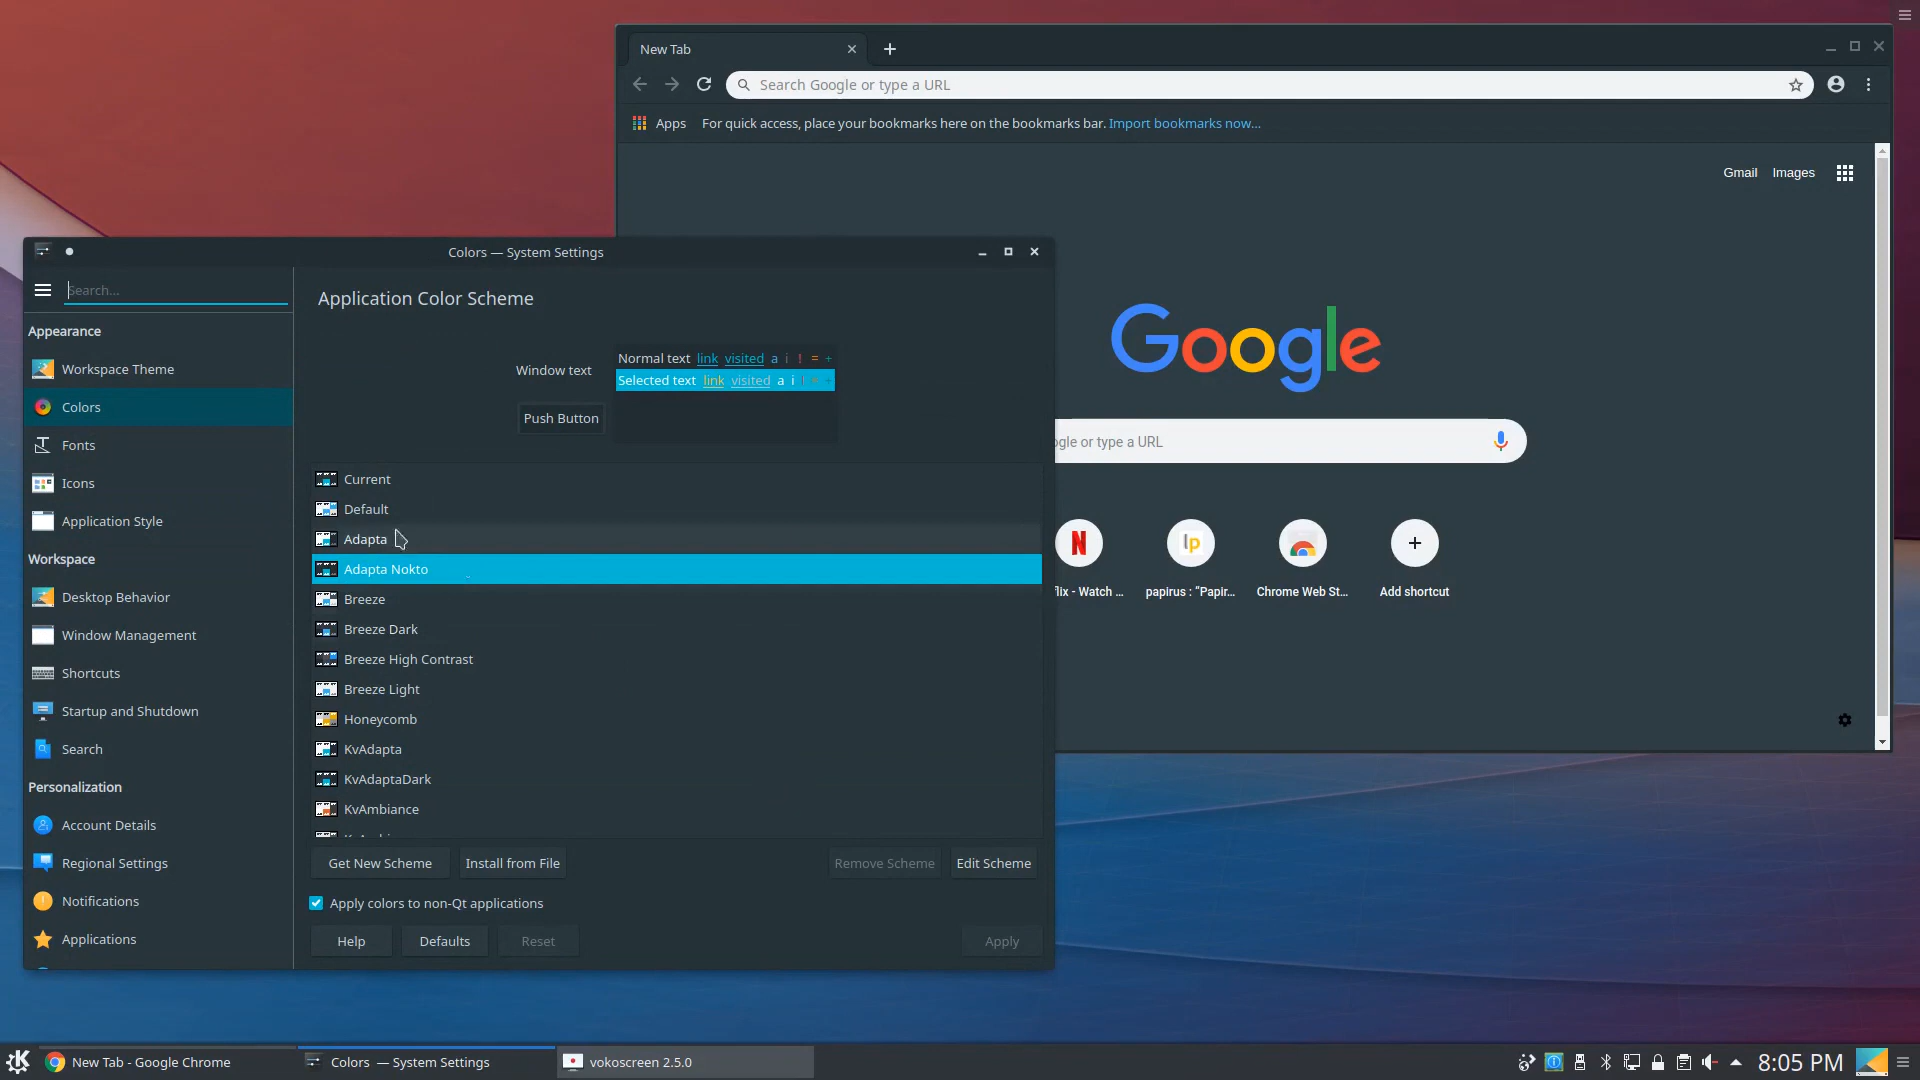 New Tab
Search Google or type a URL
Apps For quick access, place your bookmarks here on the bookmarks bar. Import bookmarks now...
Gmail Images
Colors — System Settings
Search...
Application Color Scheme
Appearance
Workspace Theme
Colors
Fonts
Icons
Application Style
Workspace
Desktop Behavior
Window Management
Shortcuts
Startup and Shutdown
Search
Personalization
Account Details
Regional Settings
Notifications
Applications
Window text
Normal text link visited a i ! = +
Selected text link visited a i ! = +
Push Button
Current
Default
Adapta
Adapta Nokto
Breeze
Breeze Dark
Breeze High Contrast
Breeze Light
Honeycomb
KvAdapta
KvAdaptaDark
KvAmbiance
Get New Scheme Install from File Remove Scheme Edit Scheme
Apply colors to non-Qt applications
Help Defaults Reset Apply
Google
gle or type a URL
N lp
flix - Watch ... papirus : “Papir... Chrome Web St... Add shortcut
New Tab - Google Chrome Colors — System Settings vokoscreen 2.5.0 8:05 PM